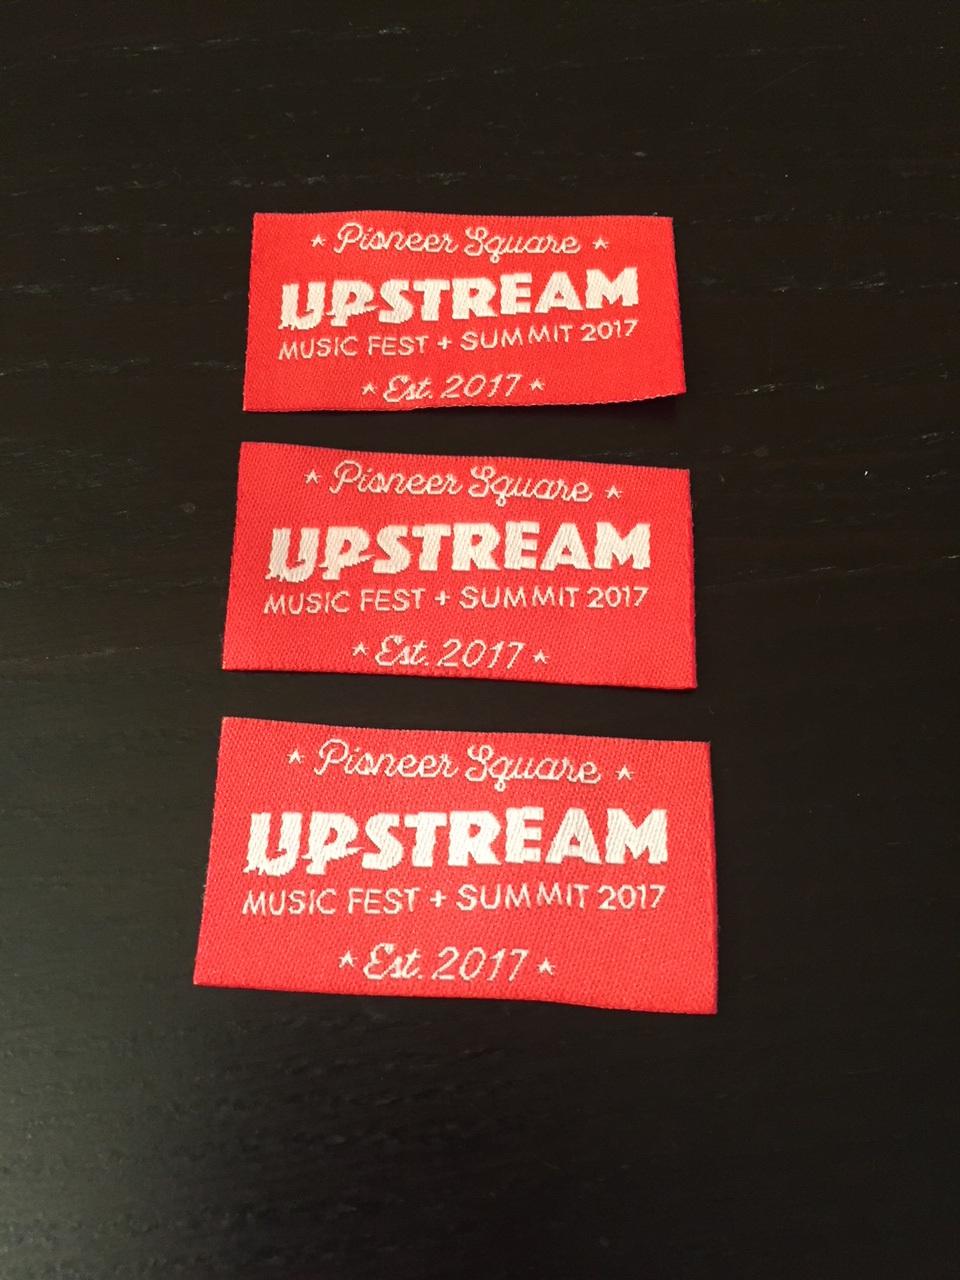 ★ Pioneer Square ★
UPSTREAM
MUSIC FEST + SUMMIT 2017
★ Est. 2017 ★
★ Pioneer Square ★
UPSTREAM
MUSIC FEST + SUMMIT 2017
★ Est. 2017 ★
★ Pioneer Square ★
UPSTREAM
MUSIC FEST + SUMMIT 2017
★ Est. 2017 ★